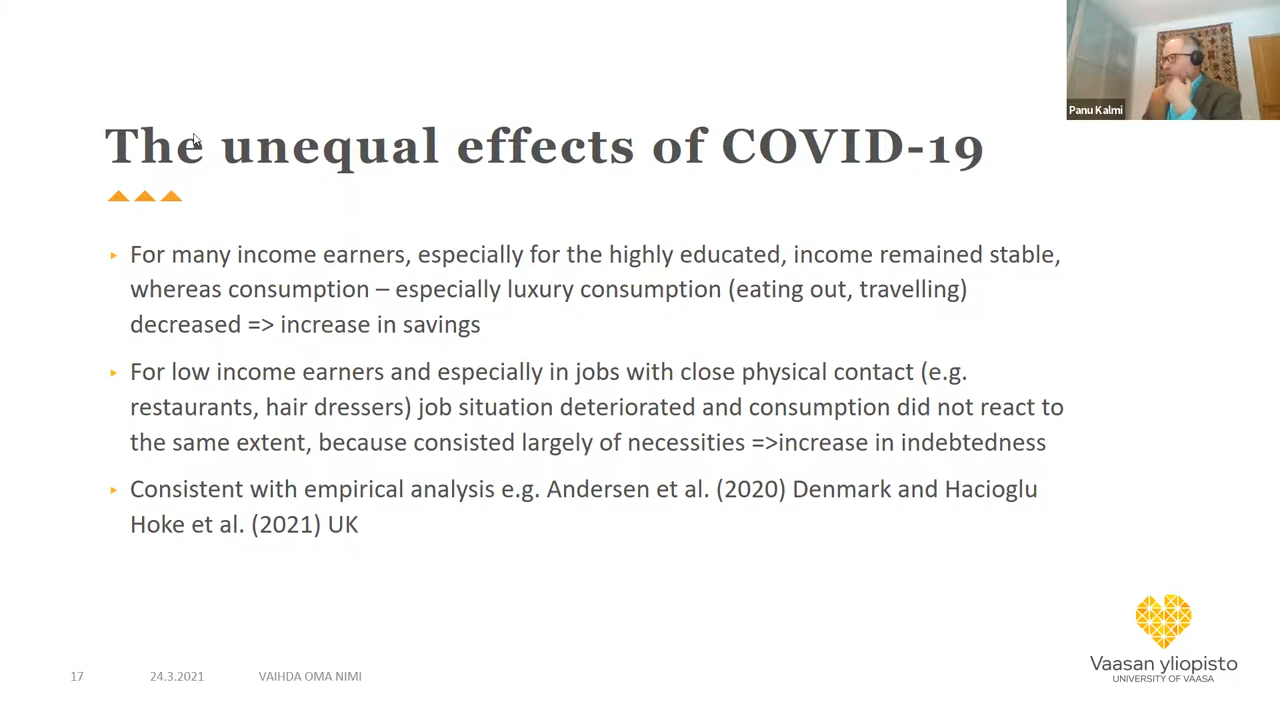 Panu Kalmi
The unequal effects of COVID-19
For many income earners, especially for the highly educated, income remained stable,
whereas consumption – especially luxury consumption (eating out, travelling)
decreased => increase in savings
For low income earners and especially in jobs with close physical contact (e.g.
restaurants, hair dressers) job situation deteriorated and consumption did not react to
the same extent, because consisted largely of necessities =>increase in indebtedness
Consistent with empirical analysis e.g. Andersen et al. (2020) Denmark and Hacioglu
Hoke et al. (2021) UK
17 24.3.2021 VAIHDA OMA NIMI
Vaasan yliopisto
UNIVERSITY OF VAASA